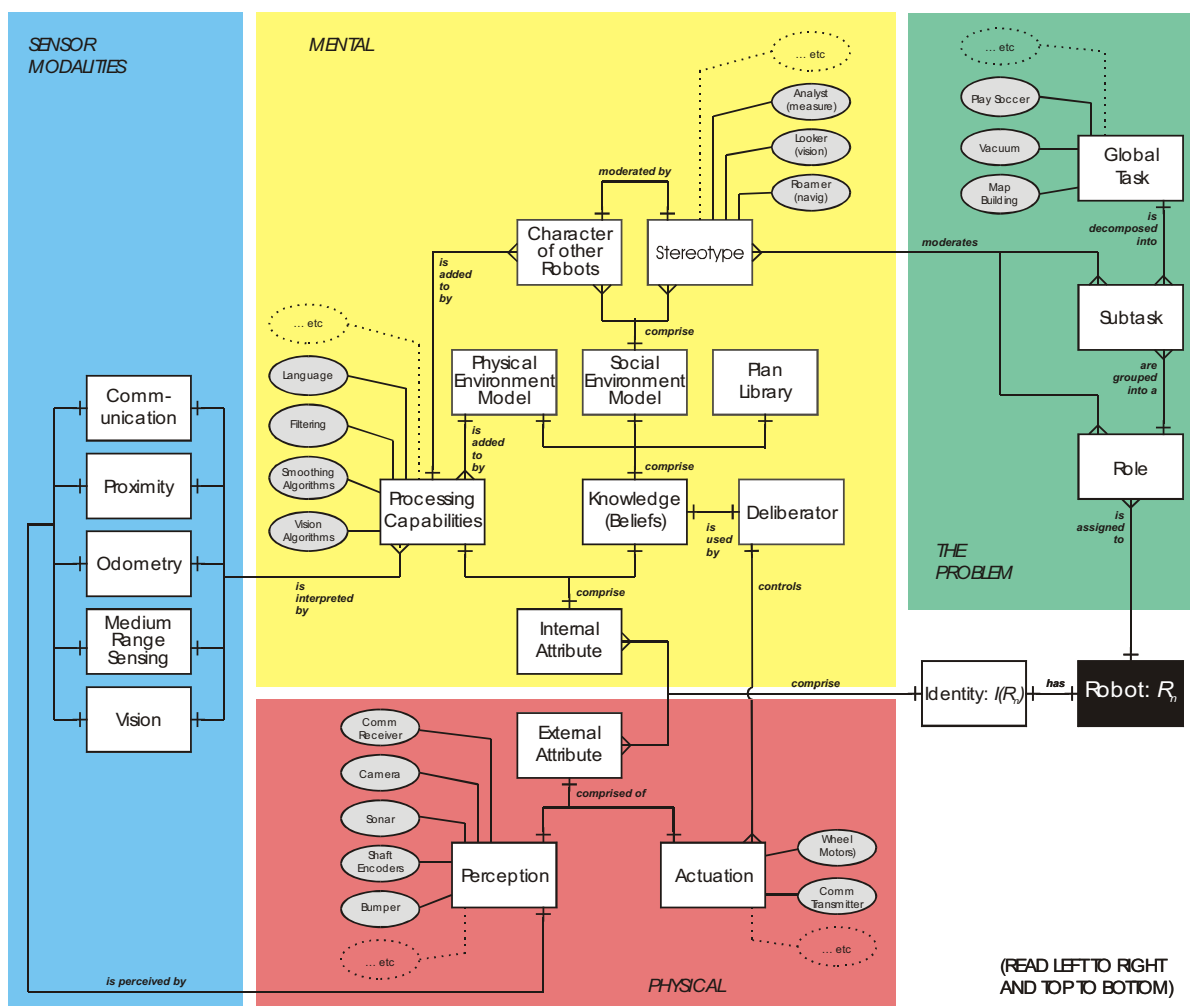 SENSOR
MODALITIES
Comm-
unication
Proximity
Odometry
Medium
Range
Sensing
Vision
is perceived by
MENTAL
... etc
Analyst
(measure)
Looker
(vision)
Roamer
(navig)
moderated by
Character
of other
Robots
Stereotype
is
added
to
by
comprise
... etc
Language
Filtering
Smoothing
Algorithms
Vision
Algorithms
Physical
Environment
Model
Social
Environment
Model
Plan
Library
is
added
to
by
comprise
Processing
Capabilities
Knowledge
(Beliefs)
is
used
by
Deliberator
is
interpreted
by
comprise
controls
Internal
Attribute
comprise
THE
PROBLEM
... etc
Play Soccer
Vacuum
Map
Building
Global
Task
is
decomposed
into
moderates
Subtask
are
grouped
into a
Role
is
assigned
to
Identity: I(Rn)
has
Robot: Rn
PHYSICAL
Comm
Receiver
Camera
Sonar
Shaft
Encoders
Bumper
... etc
External
Attribute
comprised of
Perception
Actuation
Wheel
Motors)
Comm
Transmitter
... etc
(READ LEFT TO RIGHT
AND TOP TO BOTTOM)